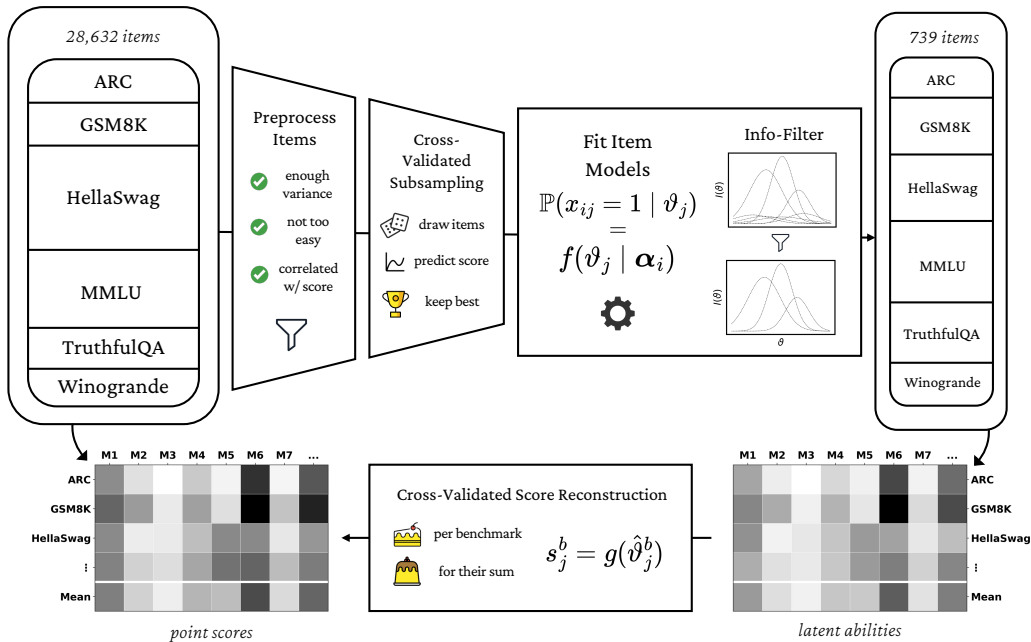 28,632 items
ARC
GSM8K
HellaSwag
MMLU
TruthfulQA
Winogrande
Preprocess
Items
enough
variance
not too
easy
correlated
w/ score
Cross-
Validated
Subsampling
draw items
predict score
keep best
Fit Item
Models
ℙ(x_{ij} = 1 | ϑ_j)
=
f(ϑ_j | α_i)
Info-Filter
I(ϑ)
I(ϑ)
ϑ
739 items
ARC
GSM8K
HellaSwag
MMLU
TruthfulQA
Winogrande
M1 M2 M3 M4 M5 M6 M7 ...
ARC
GSM8K
HellaSwag
⋮
Mean
point scores
Cross-Validated Score Reconstruction
per benchmark
for their sum
s_j^b = g(ϑ̂_j^b)
M1 M2 M3 M4 M5 M6 M7 ...
ARC
GSM8K
HellaSwag
⋮
Mean
latent abilities